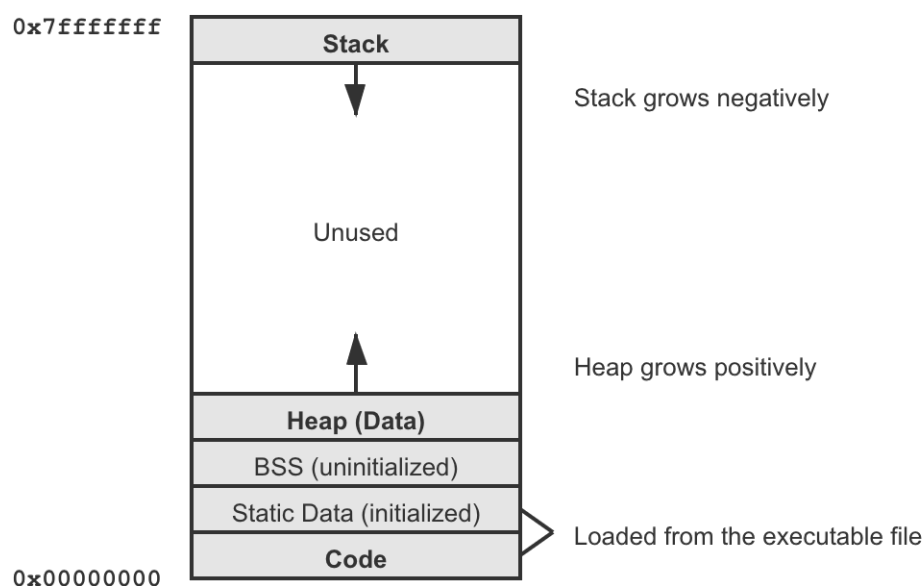 0x7fffffff
Stack
Stack grows negatively
Unused
Heap grows positively
Heap (Data)
BSS (uninitialized)
Static Data (initialized)
Loaded from the executable file
Code
0x00000000